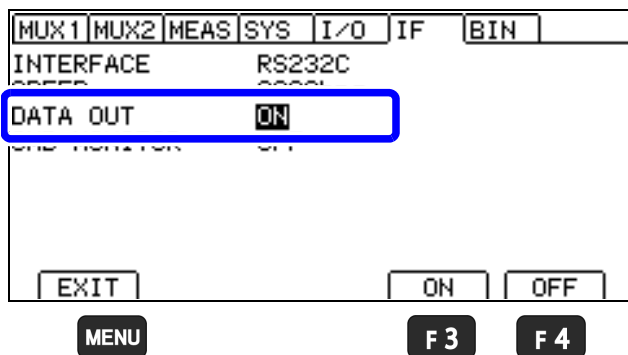 MUX1 MUX2 MEAS SYS I/O IF BIN
INTERFACE RS232C
DATA OUT ON
EXIT ON OFF
MENU F3 F4